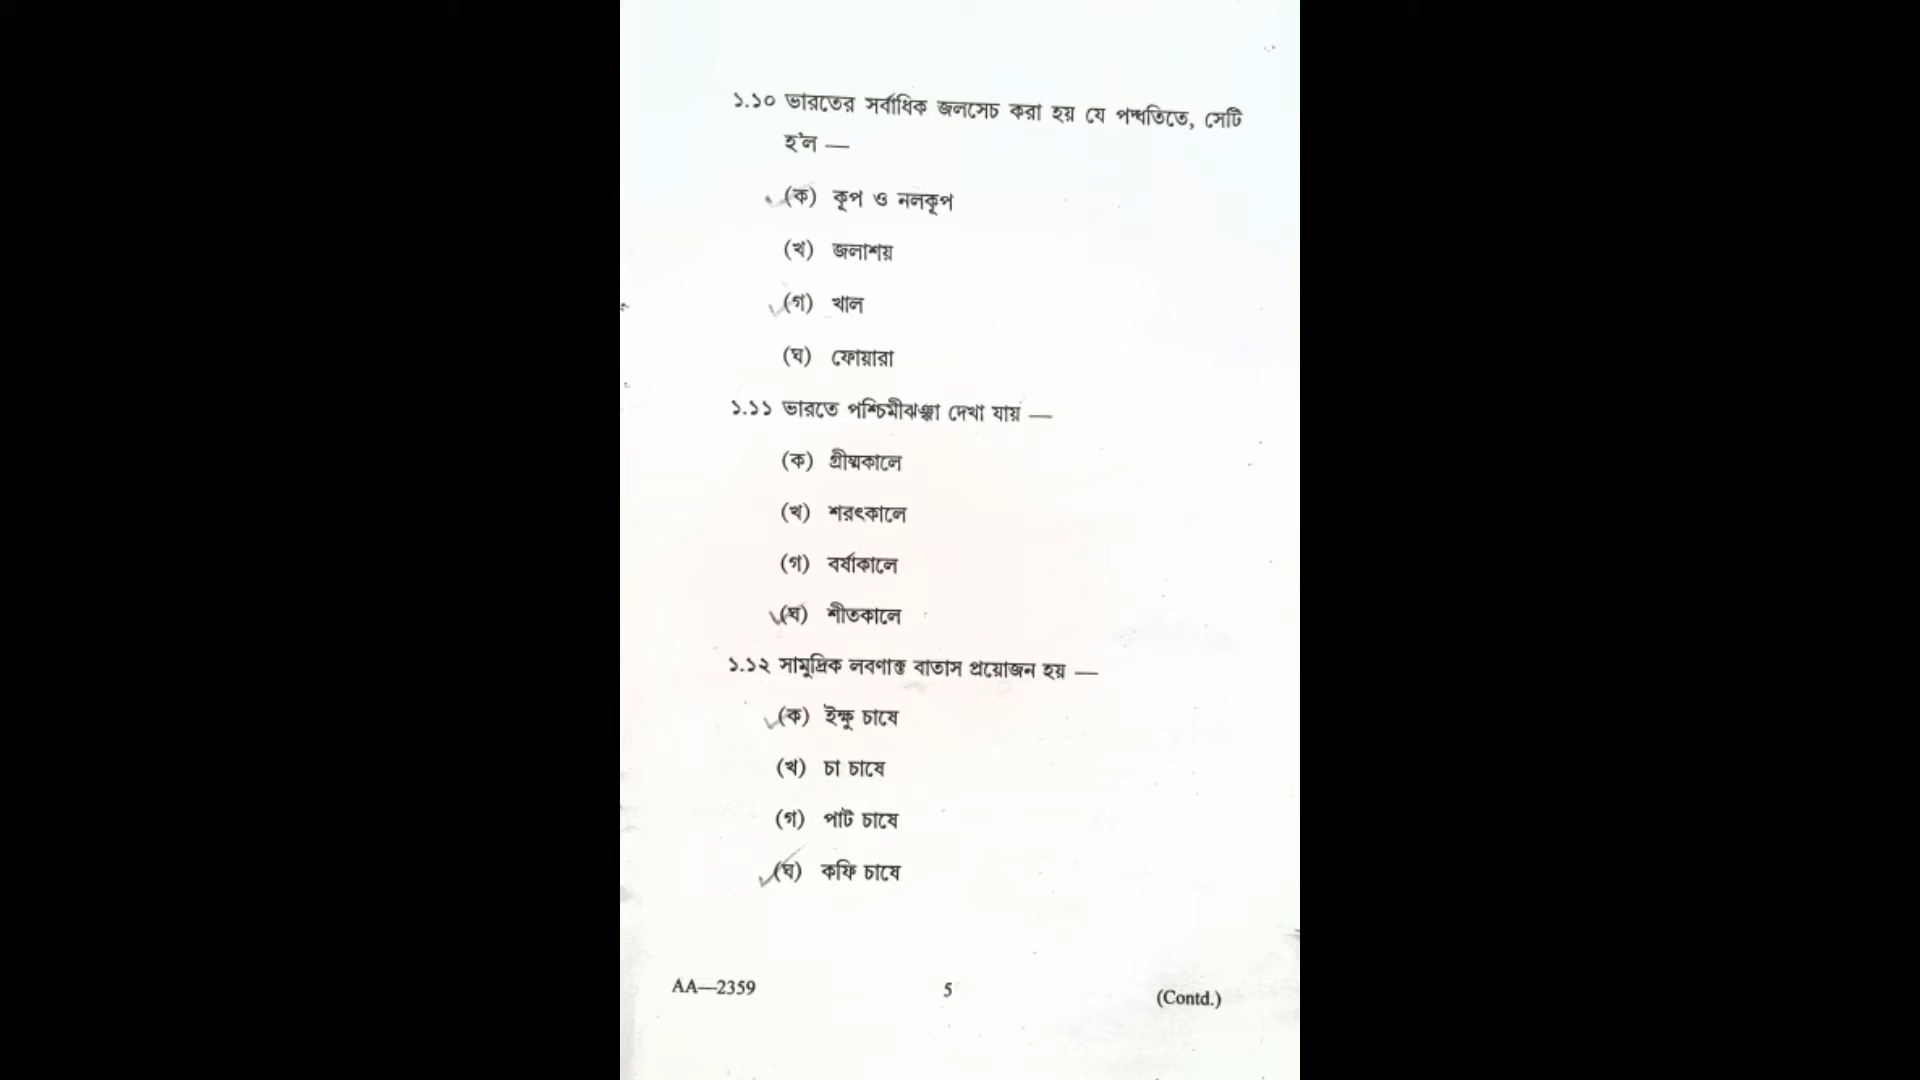 ১.১০ ভারতের সর্বাধিক জলসেচ করা হয় যে পদ্ধতিতে, সেটি
হ'ল —
(ক) কূপ ও নলকূপ
(খ) জলাশয়
(গ) খাল
(ঘ) ফোয়ারা
১.১১ ভারতে পশ্চিমীঝঞ্ঝা দেখা যায় —
(ক) গ্রীষ্মকালে
(খ) শরৎকালে
(গ) বর্ষাকালে
(ঘ) শীতকালে
১.১২ সামুদ্রিক লবণাক্ত বাতাস প্রয়োজন হয় —
(ক) ইক্ষু চাষে
(খ) চা চাষে
(গ) পাট চাষে
(ঘ) কফি চাষে
AA—2359 5 (Contd.)